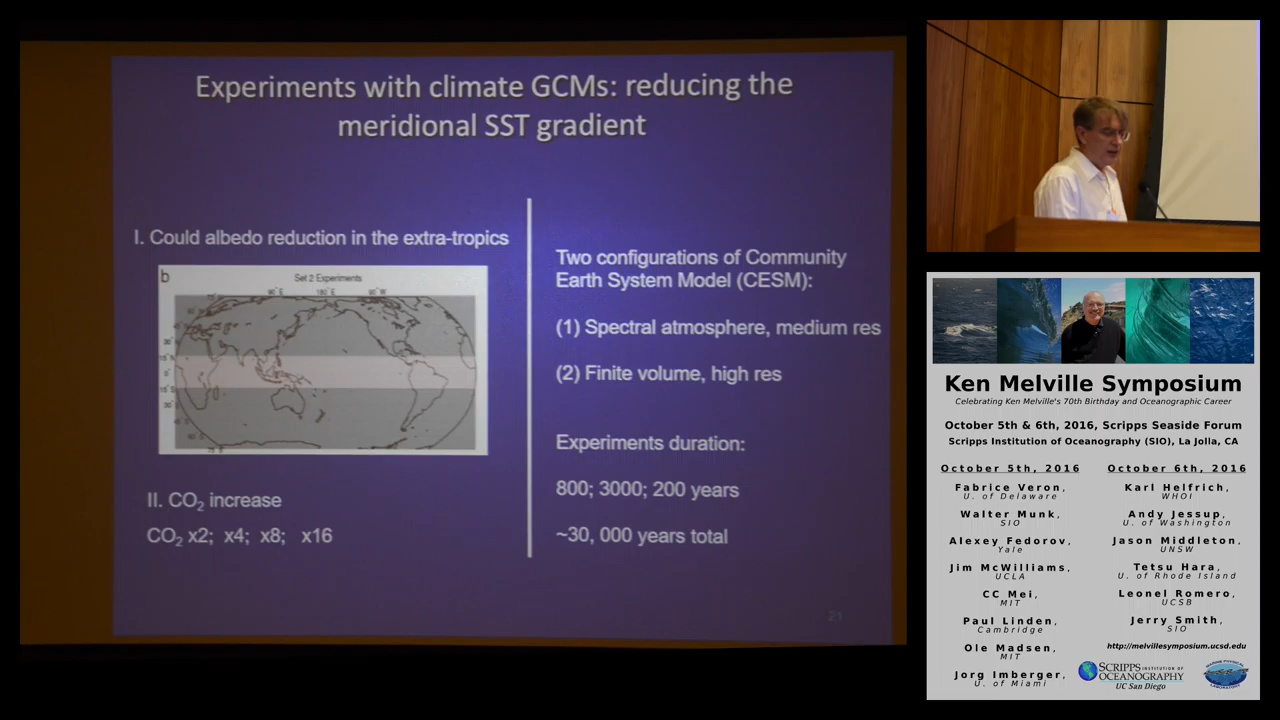 Experiments with climate GCMs: reducing the
meridional SST gradient
I. Could albedo reduction in the extra-tropics
b
Set 2 Experiments
90°E 180°E 90°W
II. CO2 increase
CO2 x2; x4; x8; x16
Two configurations of Community
Earth System Model (CESM):
(1) Spectral atmosphere, medium res
(2) Finite volume, high res
Experiments duration:
800; 3000; 200 years
~30, 000 years total
21
Ken Melville Symposium
Celebrating Ken Melville's 70th Birthday and Oceanographic Career
October 5th & 6th, 2016, Scripps Seaside Forum
Scripps Institution of Oceanography (SIO), La Jolla, CA
October 5th, 2016
Fabrice Veron,
U. of Delaware
Walter Munk,
SIO
Alexey Fedorov,
Yale
Jim McWilliams,
UCLA
CC Mei,
MIT
Paul Linden,
Cambridge
Ole Madsen,
MIT
Jorg Imberger,
U. of Miami
October 6th, 2016
Karl Helfrich,
WHOI
Andy Jessup,
U. of Washington
Jason Middleton,
UNSW
Tetsu Hara,
U. of Rhode Island
Leonel Romero,
UCSB
Jerry Smith,
SIO
http://melvillesymposium.ucsd.edu
SCRIPPS INSTITUTION OF
OCEANOGRAPHY
UC San Diego
MARINE PHYSICAL
LABORATORY